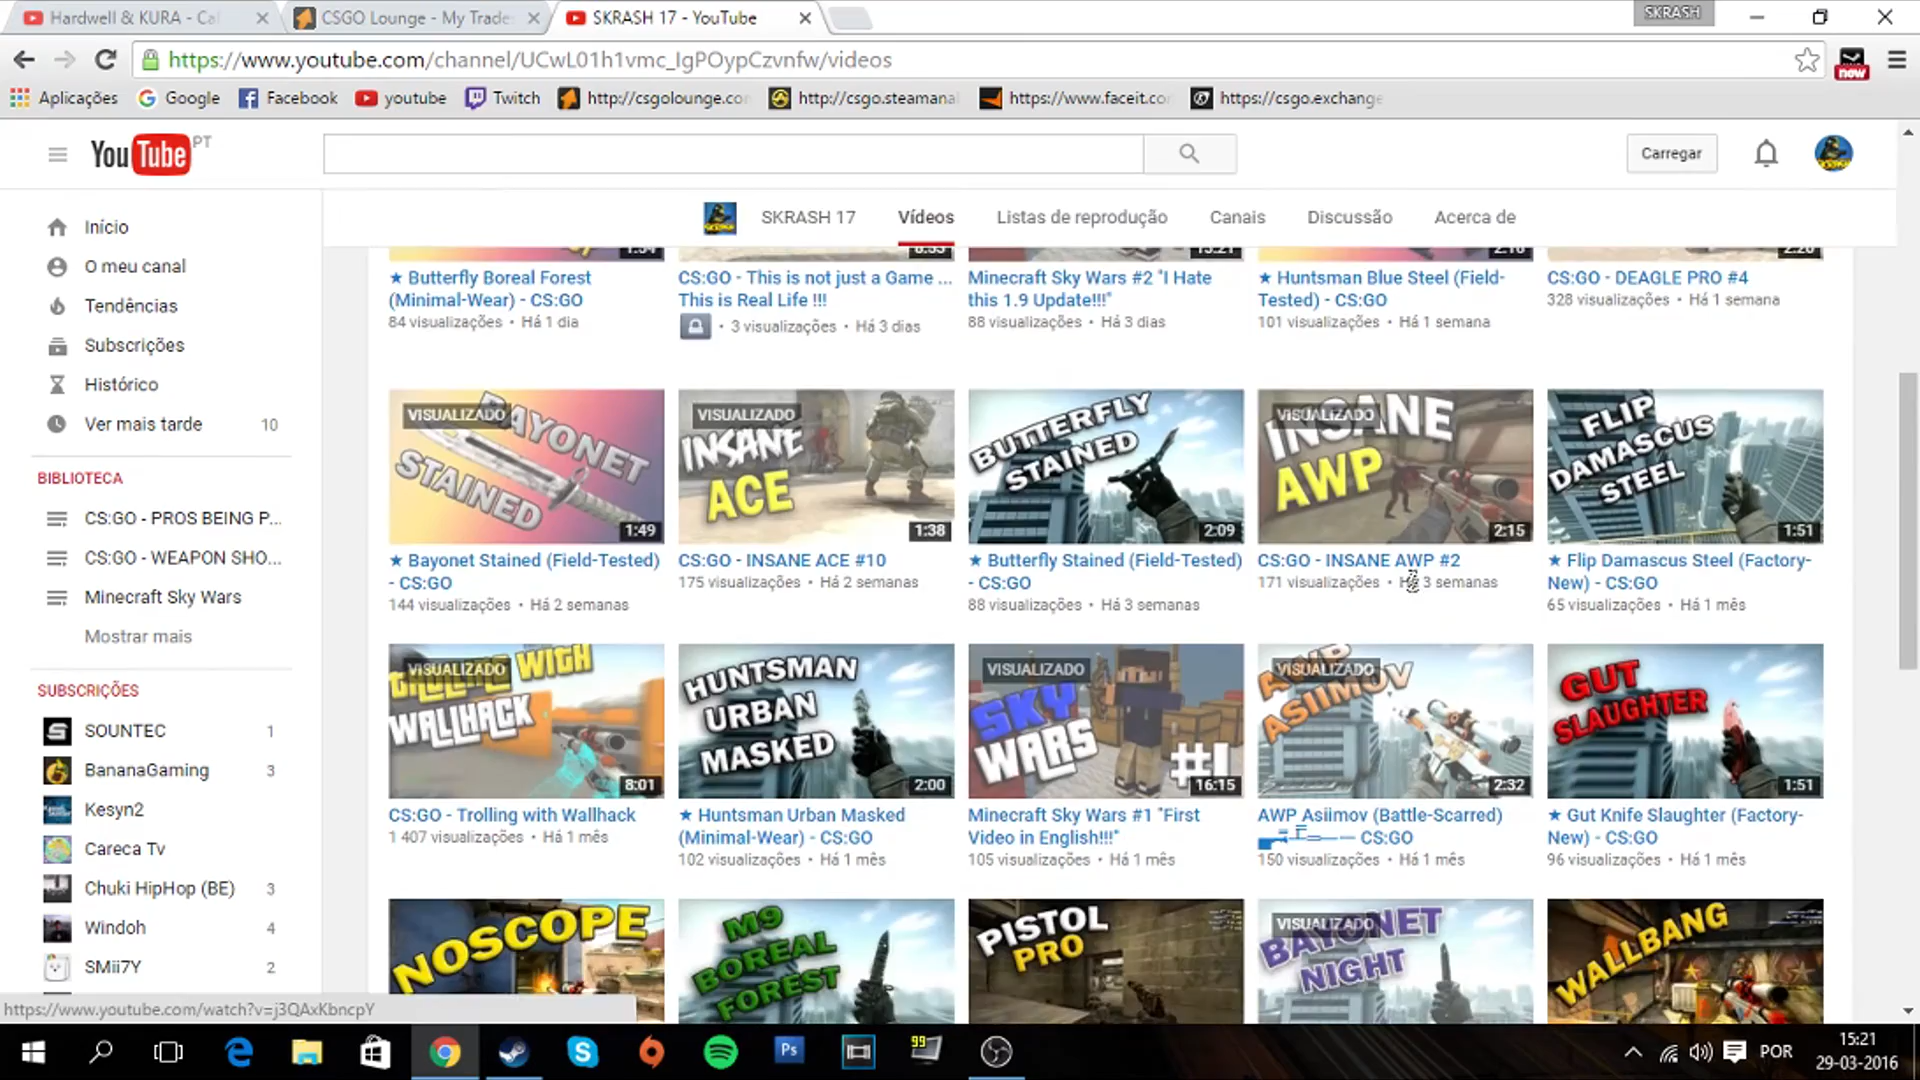 Hardwell & KURA - Cal
CSGO Lounge - My Trade
SKRASH 17 - YouTube
SKRASH
https://www.youtube.com/channel/UCwL01h1vmc_IgPOypCzvnfw/videos
now
Aplicações
Google
Facebook
youtube
Twitch
http://csgolounge.co
http://csgo.steamanal
https://www.faceit.co
https://csgo.exchange
YouTube PT
Carregar
SKRASH 17
Vídeos
Listas de reprodução
Canais
Discussão
Acerca de
Início
O meu canal
Tendências
Subscrições
Histórico
Ver mais tarde 10
BIBLIOTECA
CS:GO - PROS BEING P...
CS:GO - WEAPON SHO...
Minecraft Sky Wars
Mostrar mais
SUBSCRIÇÕES
SOUNTEC 1
BananaGaming 3
Kesyn2
Careca Tv
Chuki HipHop (BE) 3
Windoh 4
SMii7Y 2
★ Butterfly Boreal Forest
(Minimal-Wear) - CS:GO
84 visualizações • Há 1 dia
CS:GO - This is not just a Game ...
This is Real Life !!!
• 3 visualizações • Há 3 dias
Minecraft Sky Wars #2 "I Hate
this 1.9 Update!!!"
88 visualizações • Há 3 dias
★ Huntsman Blue Steel (Field-
Tested) - CS:GO
101 visualizações • Há 1 semana
CS:GO - DEAGLE PRO #4
328 visualizações • Há 1 semana
VISUALIZADO
BAYONET
STAINED
1:49
★ Bayonet Stained (Field-Tested)
- CS:GO
144 visualizações • Há 2 semanas
VISUALIZADO
INSANE
ACE
1:38
CS:GO - INSANE ACE #10
175 visualizações • Há 2 semanas
BUTTERFLY
STAINED
2:09
★ Butterfly Stained (Field-Tested)
- CS:GO
88 visualizações • Há 3 semanas
VISUALIZADO
INSANE
AWP
2:15
CS:GO - INSANE AWP #2
171 visualizações • Há 3 semanas
FLIP
DAMASCUS
STEEL
1:51
★ Flip Damascus Steel (Factory-
New) - CS:GO
65 visualizações • Há 1 mês
VISUALIZADO
TROLLING WITH
WALLHACK
8:01
CS:GO - Trolling with Wallhack
1 407 visualizações • Há 1 mês
HUNTSMAN
URBAN
MASKED
2:00
★ Huntsman Urban Masked
(Minimal-Wear) - CS:GO
102 visualizações • Há 1 mês
VISUALIZADO
SKY
WARS
#1
16:15
Minecraft Sky Wars #1 "First
Video in English!!!"
105 visualizações • Há 1 mês
VISUALIZADO
AWP
ASIIMOV
2:32
AWP Asiimov (Battle-Scarred)
CS:GO
150 visualizações • Há 1 mês
GUT
SLAUGHTER
1:51
★ Gut Knife Slaughter (Factory-
New) - CS:GO
96 visualizações • Há 1 mês
NOSCOPE
M9
BOREAL
FOREST
PISTOL
PRO
VISUALIZADO
BAYONET
NIGHT
WALLBANG
https://www.youtube.com/watch?v=j3QAxKbncpY
Ps
99
POR
15:21
29-03-2016